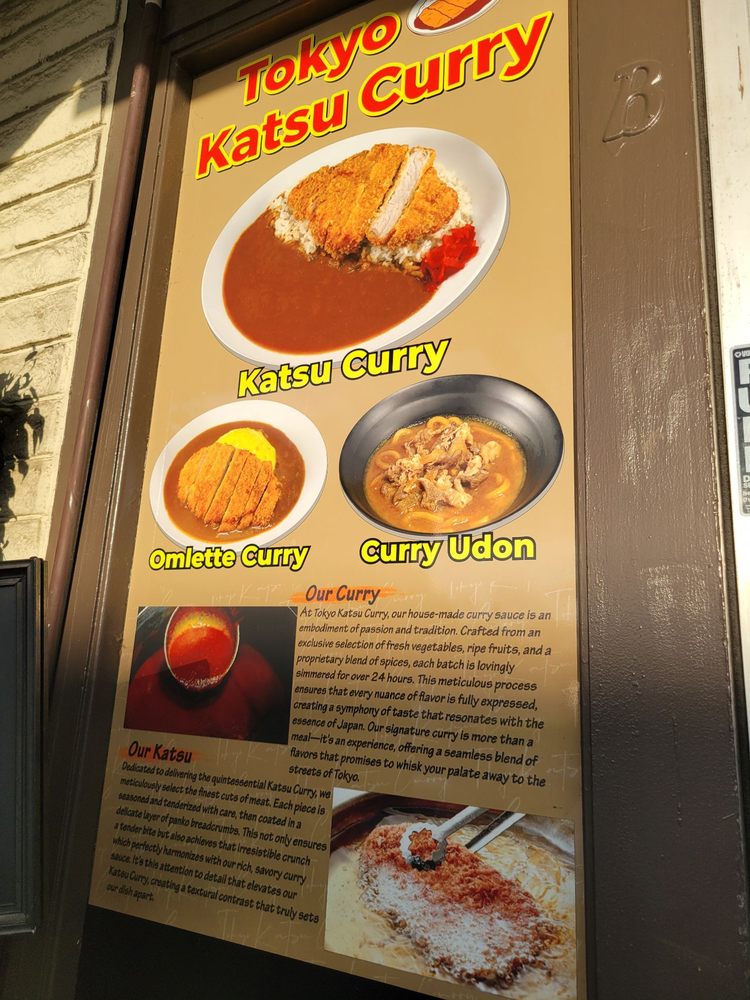 Tokyo
Katsu Curry
B
Katsu Curry
Omlette Curry
Curry Udon
Our Curry
At Tokyo Katsu Curry, our house-made curry sauce is an
embodiment of passion and tradition. Crafted from an
exclusive selection of fresh vegetables, ripe fruits, and a
proprietary blend of spices, each batch is lovingly
simmered for over 24 hours. This meticulous process
ensures that every nuance of flavor is fully expressed,
creating a symphony of taste that resonates with the
essence of Japan. Our signature curry is more than a
meal—it's an experience, offering a seamless blend of
flavors that promises to whisk your palate away to the
streets of Tokyo.
Our Katsu
Dedicated to delivering the quintessential Katsu Curry, we
meticulously select the finest cuts of meat. Each piece is
seasoned and tenderized with care, then coated in a
delicate layer of panko breadcrumbs. This not only ensures
a tender bite but also achieves that irresistible crunch
which perfectly harmonizes with our rich, savory curry
sauce. It's this attention to detail that elevates our
Katsu Curry, creating a textural contrast that truly sets
our dish apart.